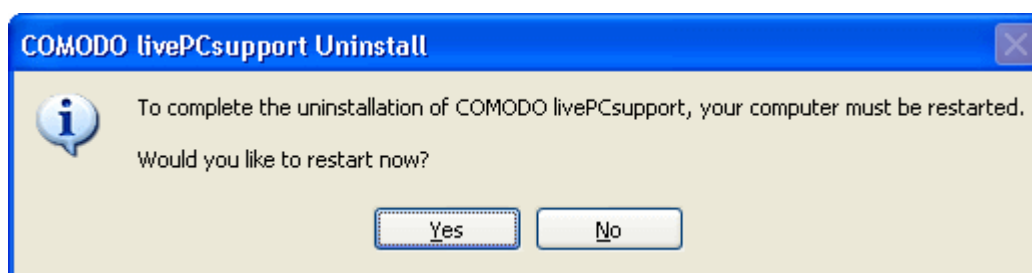 COMODO livePCsupport Uninstall
To complete the uninstallation of COMODO livePCsupport, your computer must be restarted.
Would you like to restart now?
Yes
No